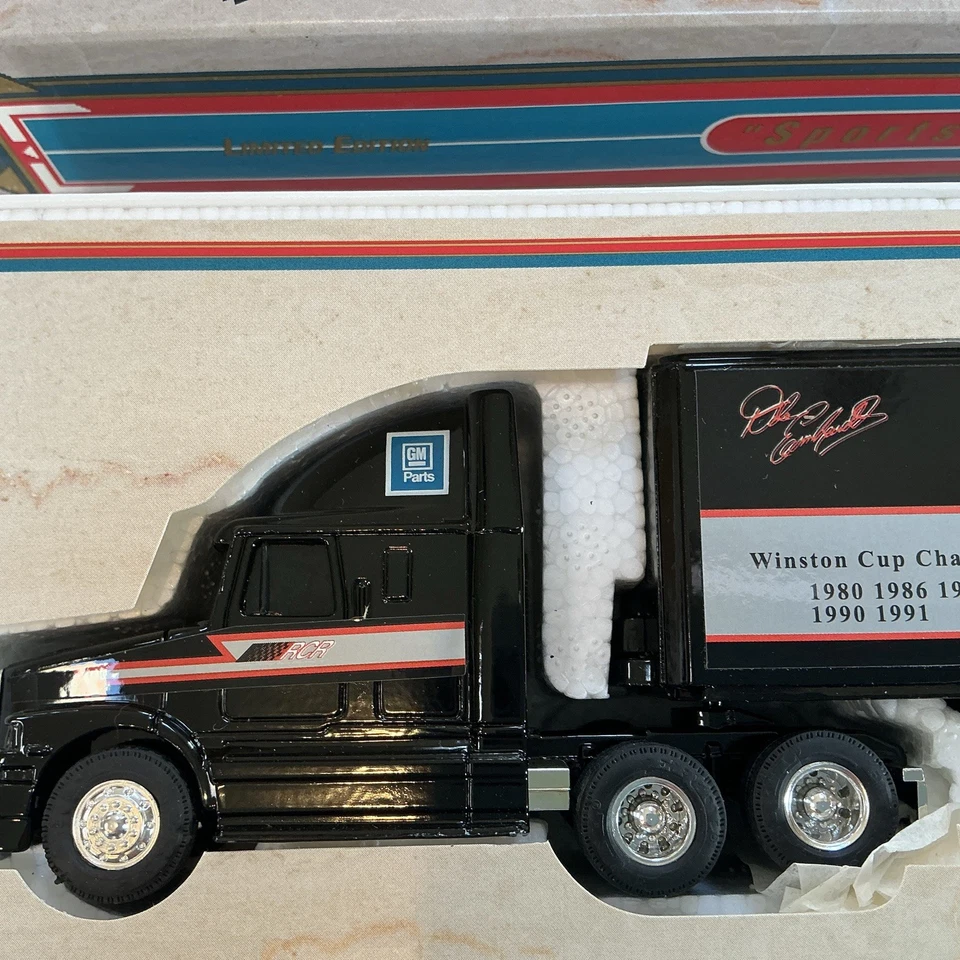 LIMITED EDITION
"Sports
GM
Parts
Dale Earnhardt
Winston Cup Cha
1980 1986 19
1990 1991
RCR